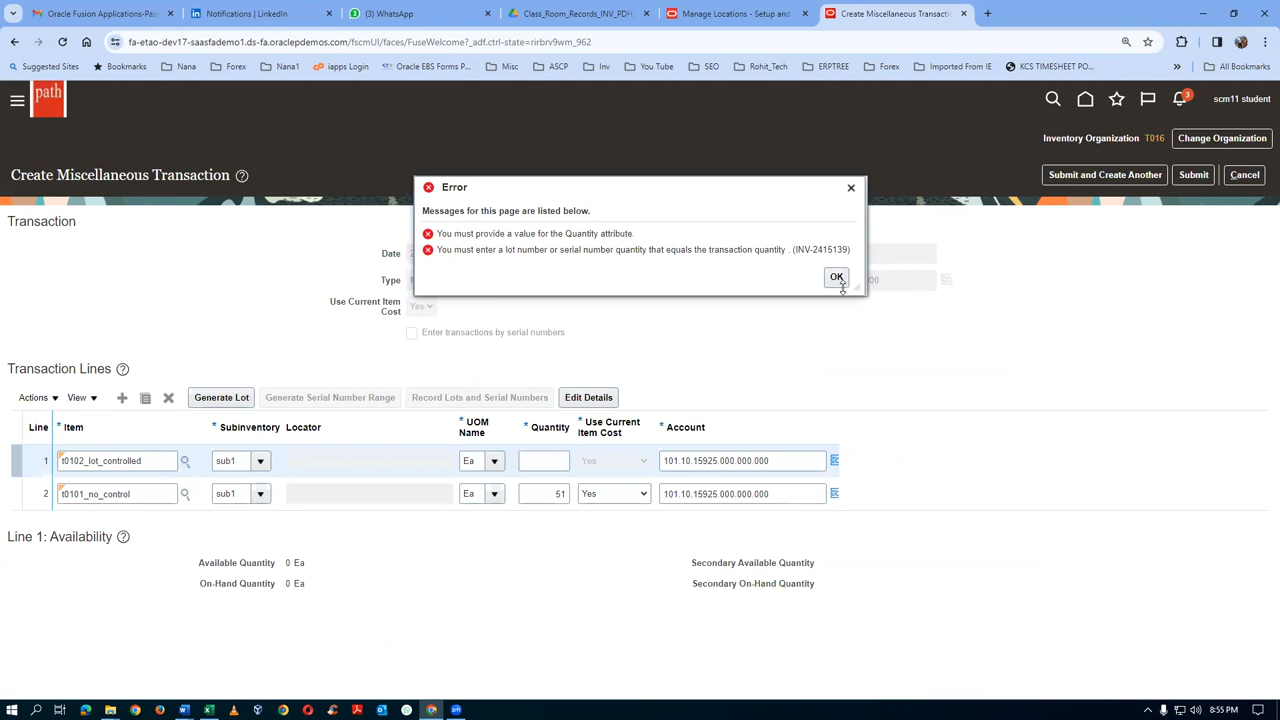 Oracle Fusion Applications-Pass
Notifications | LinkedIn
(3) WhatsApp
Class_Room_Records_INV_PDH
Manage Locations - Setup and
Create Miscellaneous Transactio
fa-etao-dev17-saasfademo1.ds-fa.oraclepdemos.com/fscmUI/faces/FuseWelcome?_adf.ctrl-state=rirbrv9wm_962
Suggested Sites Bookmarks Nana Forex Nana1 iapps Login Oracle EBS Forms P... Misc ASCP Inv You Tube SEO Rohit_Tech ERPTREE Forex Imported From IE KCS TIMESHEET PO... » All Bookmarks
path
3
scm11 student
Inventory Organization T016 Change Organization
Create Miscellaneous Transaction
Submit and Create Another Submit Cancel
Error
Messages for this page are listed below.
You must provide a value for the Quantity attribute.
You must enter a lot number or serial number quantity that equals the transaction quantity . (INV-2415139)
OK
Transaction
Date
Type
Use Current Item
Cost
Yes
Enter transactions by serial numbers
Transaction Lines
Actions View Generate Lot Generate Serial Number Range Record Lots and Serial Numbers Edit Details
Line * Item * Subinventory Locator * UOM Name * Quantity * Use Current Item Cost * Account
1 t0102_lot_controlled sub1 Ea Yes 101.10.15925.000.000.000
2 t0101_no_control sub1 Ea 51 Yes 101.10.15925.000.000.000
Line 1: Availability
Available Quantity 0 Ea Secondary Available Quantity
On-Hand Quantity 0 Ea Secondary On-Hand Quantity
8:55 PM